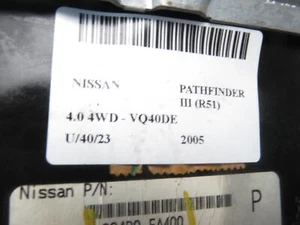 NISSAN PATHFINDER
III (R51)
4.0 4WD - VQ40DE
U/40/23 2005
Nissan P/N:
P